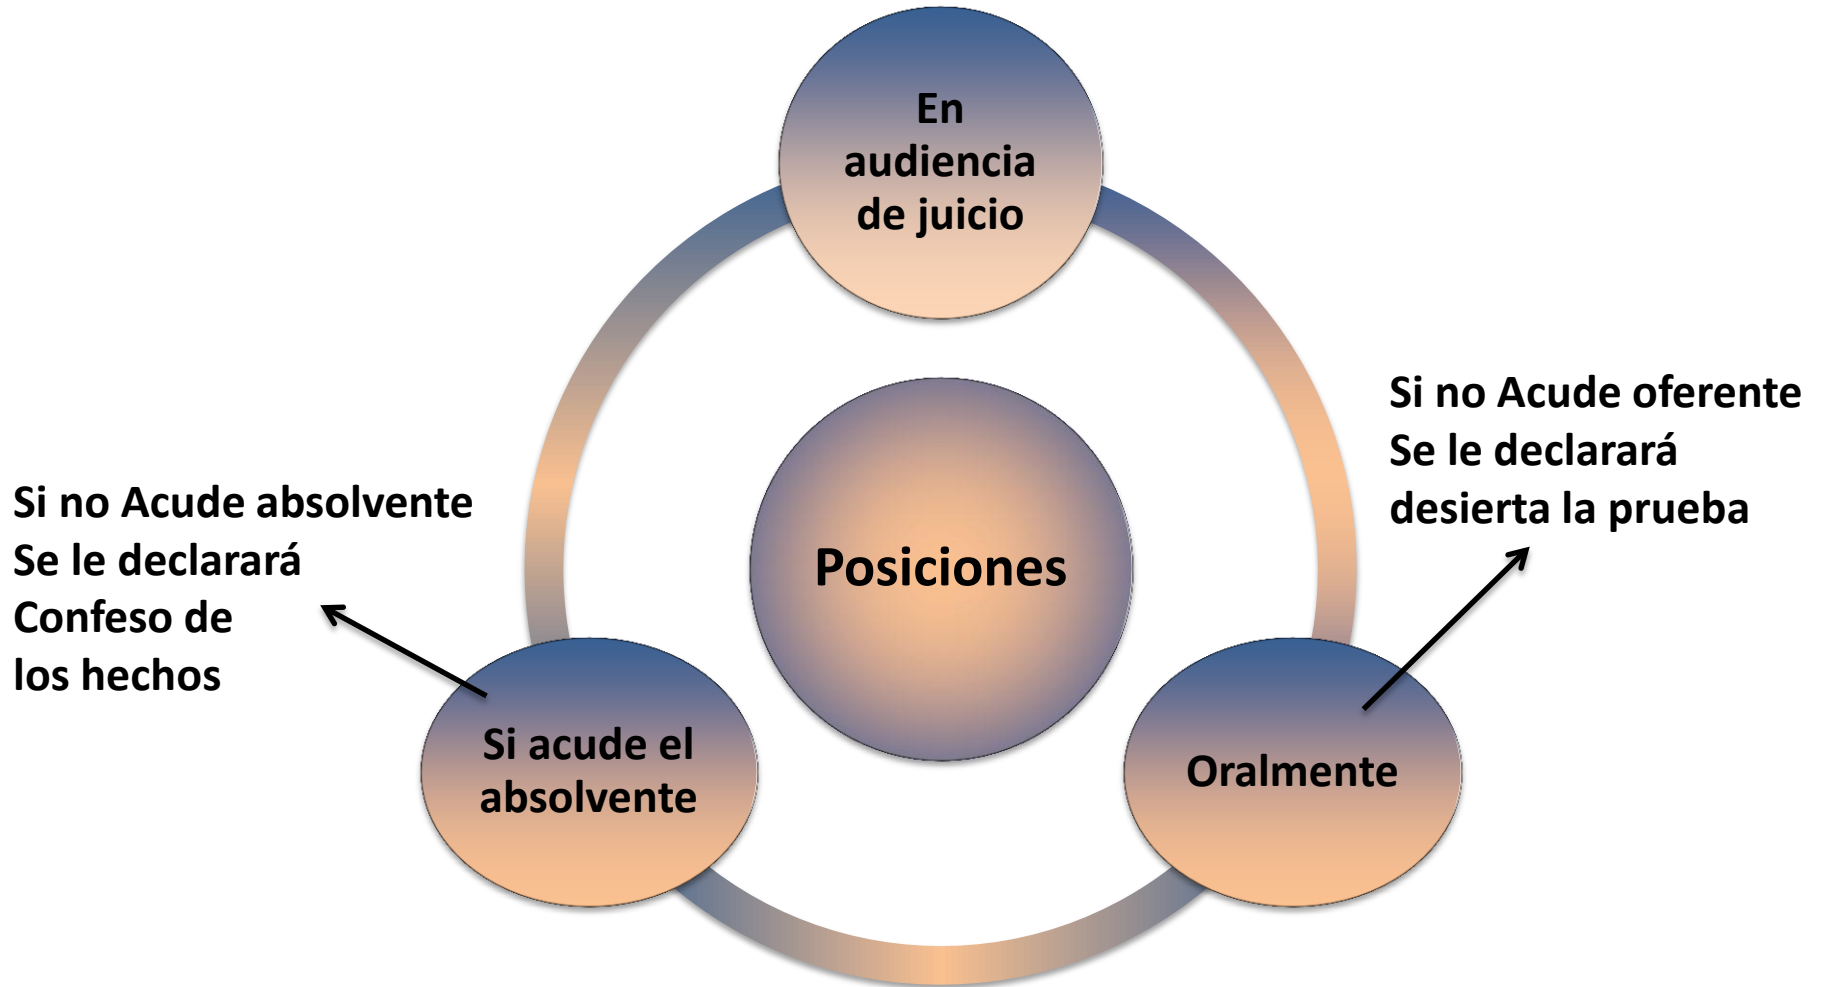 En
audiencia
de juicio
Si no Acude oferente
Se le declarará
desierta la prueba
Si no Acude absolvente
Se le declarará
Confeso de
los hechos
Posiciones
Si acude el
absolvente
Oralmente